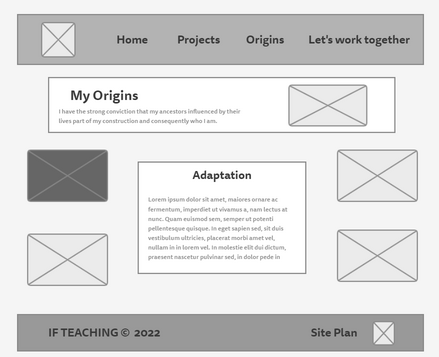 Home Projects Origins Let's work together
My Origins
I have the strong conviction that my ancestors influenced by their
lives part of my construction and consequently who I am.
Adaptation
Lorem ipsum dolor sit amet, maiores ornare ac
fermentum, imperdiet ut vivamus a, nam lectus at
nunc. Quam euismod sem, semper ut potenti
pellentesque quisque. In eget sapien sed, sit duis
vestibulum ultricies, placerat morbi amet vel,
nullam in in lorem vel. In molestie elit dui dictum,
praesent nascetur pulvinar sed, in dolor pede in
IF TEACHING © 2022 Site Plan